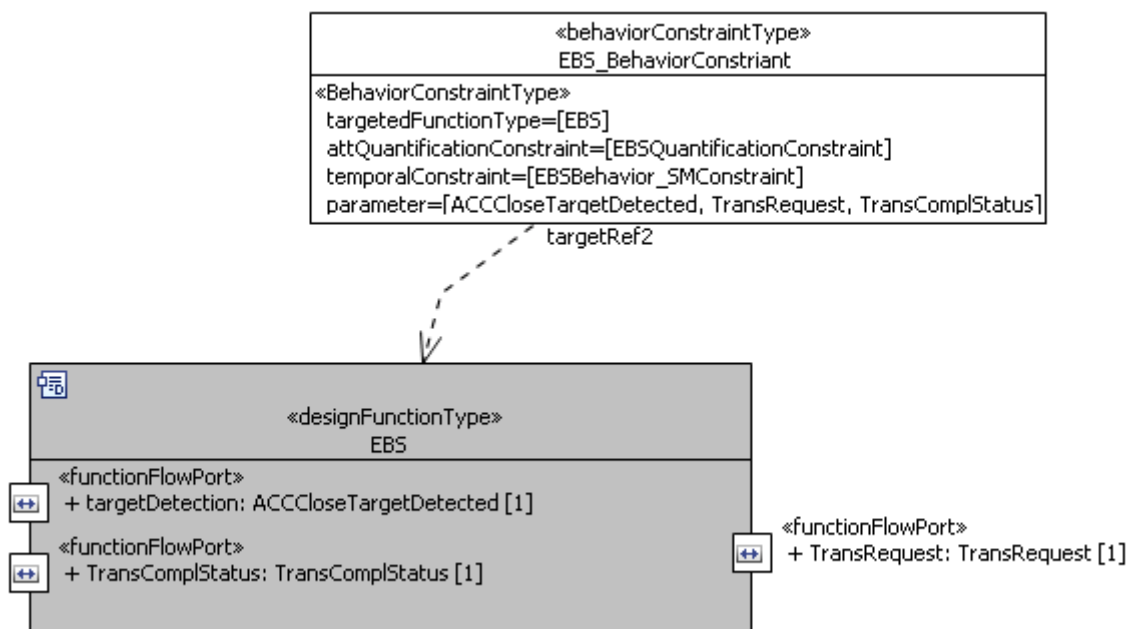 «behaviorConstraintType»
EBS_BehaviorConstriant
«BehaviorConstraintType»
targetedFunctionType=[EBS]
attQuantificationConstraint=[EBSQuantificationConstraint]
temporalConstraint=[EBSBehavior_SMConstraint]
parameter=[ACCCloseTargetDetected, TransRequest, TransComplStatus]
targetRef2
«designFunctionType»
EBS
«functionFlowPort»
+ targetDetection: ACCCloseTargetDetected [1]
«functionFlowPort»
+ TransComplStatus: TransComplStatus [1]
«functionFlowPort»
+ TransRequest: TransRequest [1]